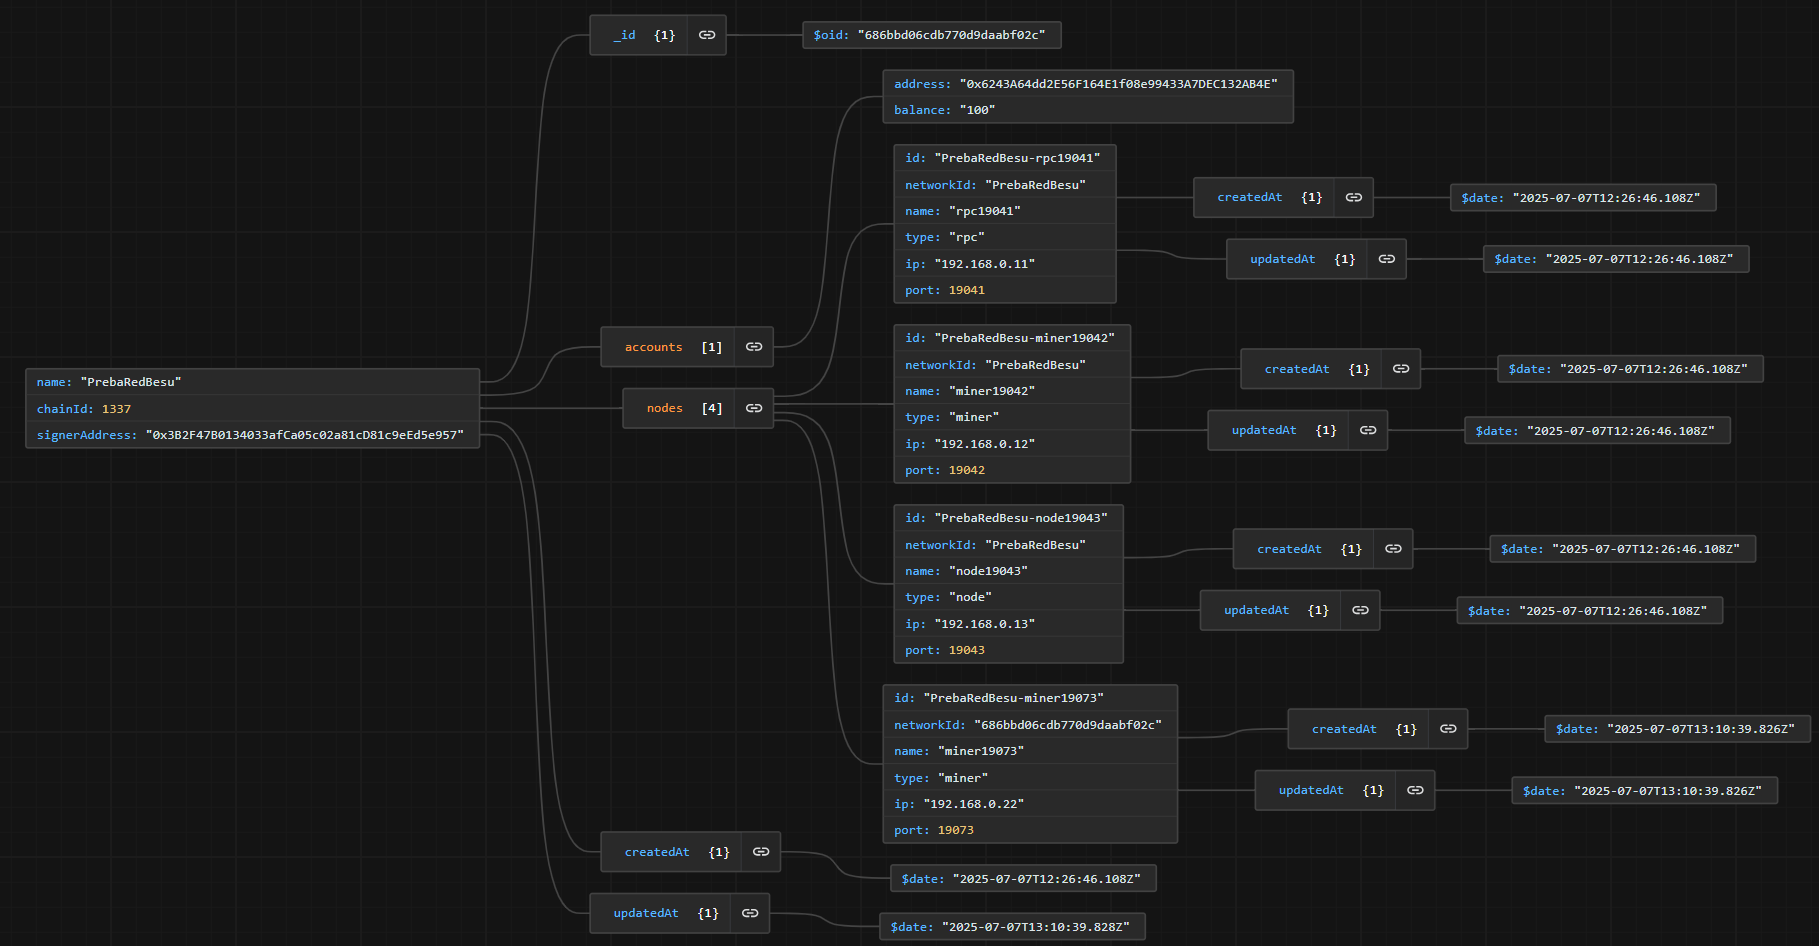 _id {1}
$oid: "686bbd06cdb770d9daabf02c"
address: "0x6243A64dd2E56F164E1f08e99433A7DEC132AB4E"
balance: "100"
id: "PrebaRedBesu-rpc19041"
networkId: "PrebaRedBesu"
name: "rpc19041"
type: "rpc"
ip: "192.168.0.11"
port: 19041
createdAt {1}
$date: "2025-07-07T12:26:46.108Z"
updatedAt {1}
$date: "2025-07-07T12:26:46.108Z"
accounts [1]
nodes [4]
name: "PrebaRedBesu"
chainId: 1337
signerAddress: "0x3B2F47B0134033afCa05c02a81cD81c9eEd5e957"
id: "PrebaRedBesu-miner19042"
networkId: "PrebaRedBesu"
name: "miner19042"
type: "miner"
ip: "192.168.0.12"
port: 19042
createdAt {1}
$date: "2025-07-07T12:26:46.108Z"
updatedAt {1}
$date: "2025-07-07T12:26:46.108Z"
id: "PrebaRedBesu-node19043"
networkId: "PrebaRedBesu"
name: "node19043"
type: "node"
ip: "192.168.0.13"
port: 19043
createdAt {1}
$date: "2025-07-07T12:26:46.108Z"
updatedAt {1}
$date: "2025-07-07T12:26:46.108Z"
id: "PrebaRedBesu-miner19073"
networkId: "686bbd06cdb770d9daabf02c"
name: "miner19073"
type: "miner"
ip: "192.168.0.22"
port: 19073
createdAt {1}
$date: "2025-07-07T13:10:39.826Z"
updatedAt {1}
$date: "2025-07-07T13:10:39.826Z"
createdAt {1}
$date: "2025-07-07T12:26:46.108Z"
updatedAt {1}
$date: "2025-07-07T13:10:39.828Z"